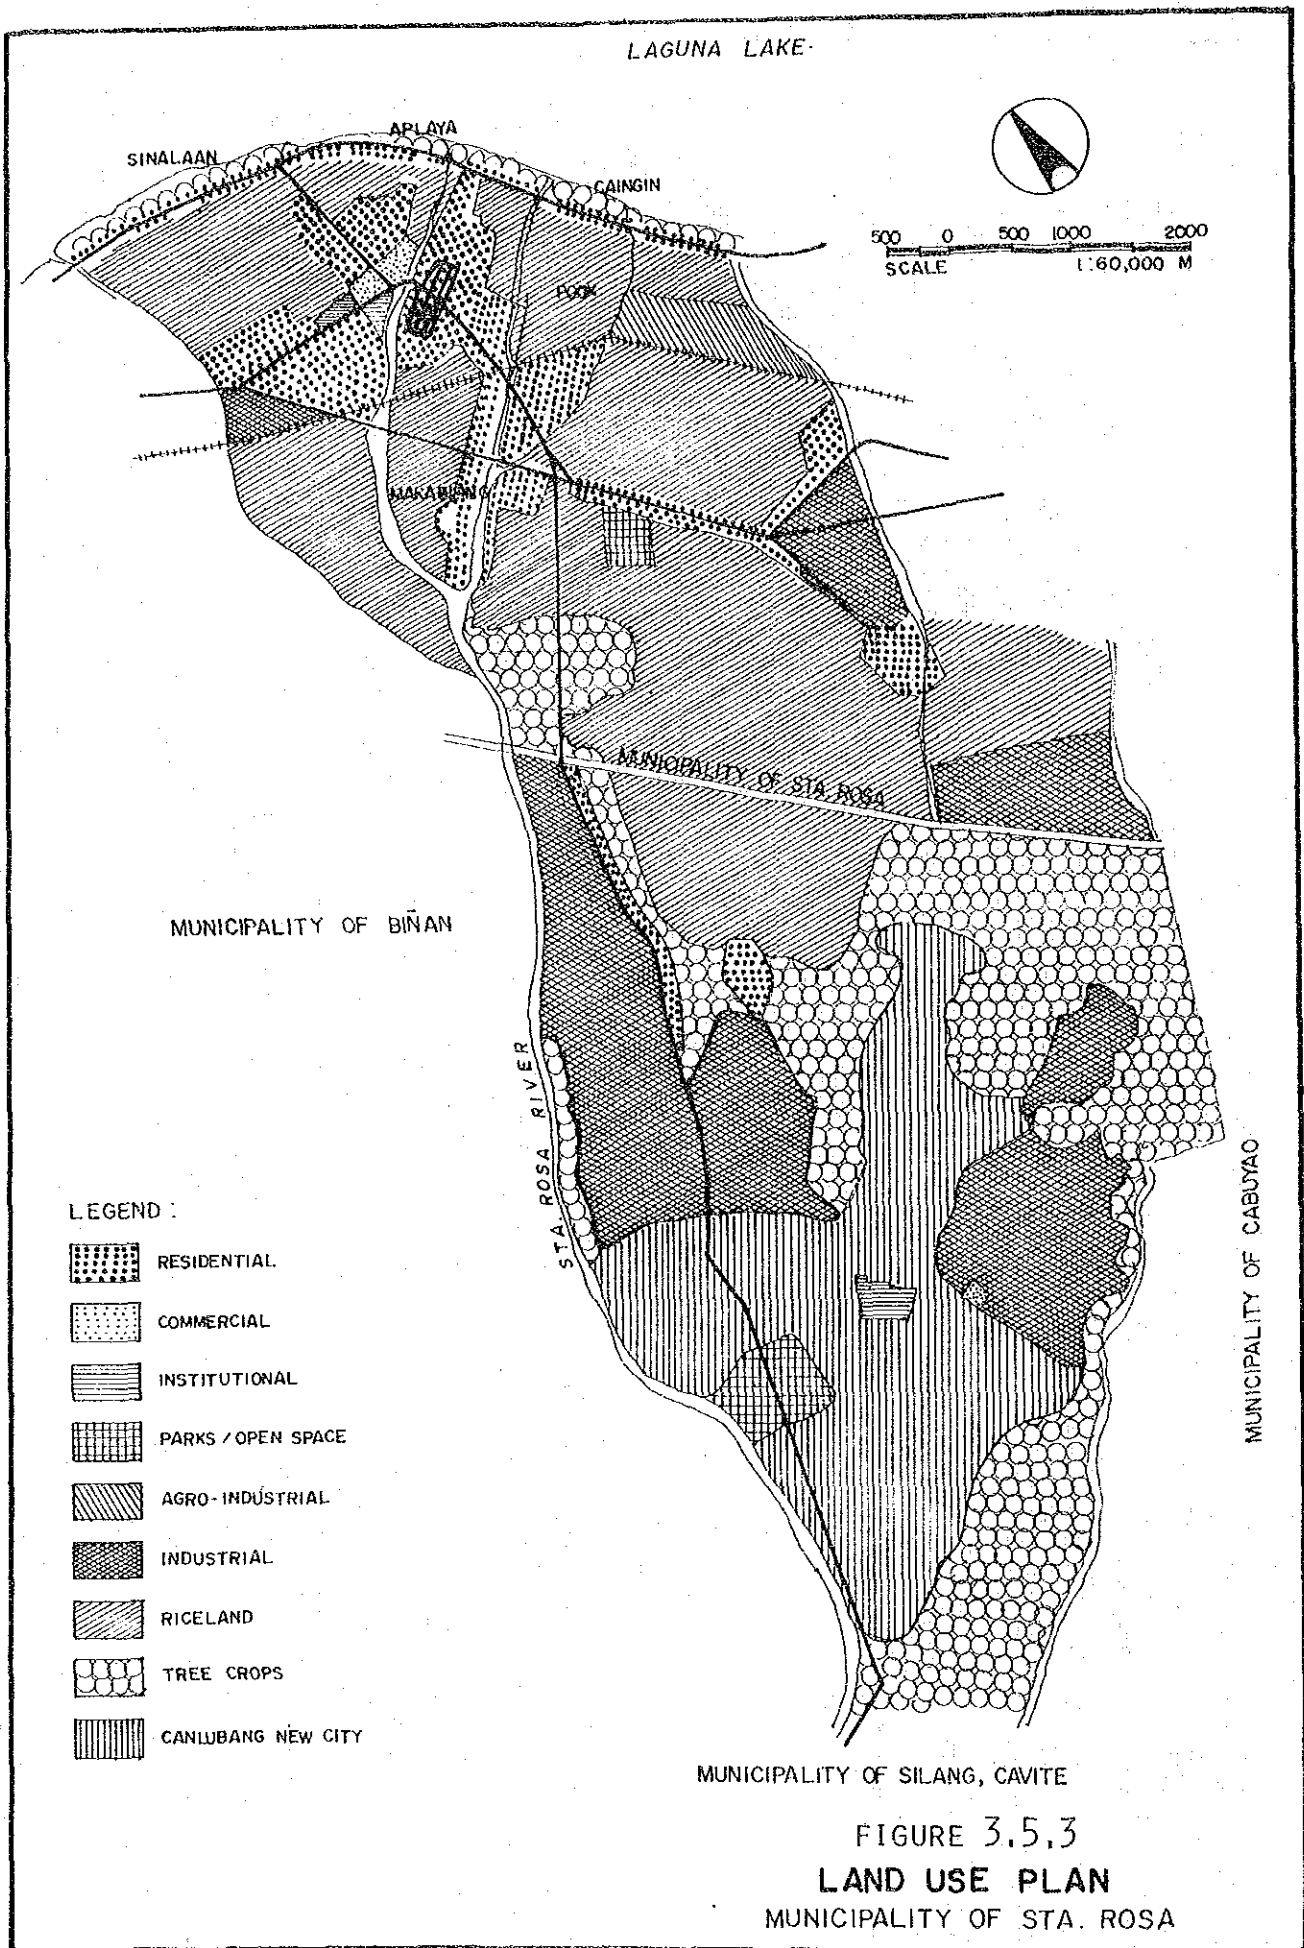 LAGUNA LAKE
APLAYA
SINALAAN
CAINGIN
500 0 500 1000 2000
SCALE 1:60,000 M
POOK
MUNICIPALITY OF STA. ROSA
MUNICIPALITY OF BIÑAN
STA. ROSA RIVER
MUNICIPALITY OF CABUYAO
LEGEND :
RESIDENTIAL
COMMERCIAL
INSTITUTIONAL
PARKS / OPEN SPACE
AGRO-INDUSTRIAL
INDUSTRIAL
RICELAND
TREE CROPS
CANLUBANG NEW CITY
MUNICIPALITY OF SILANG, CAVITE
FIGURE 3.5.3
LAND USE PLAN
MUNICIPALITY OF STA. ROSA